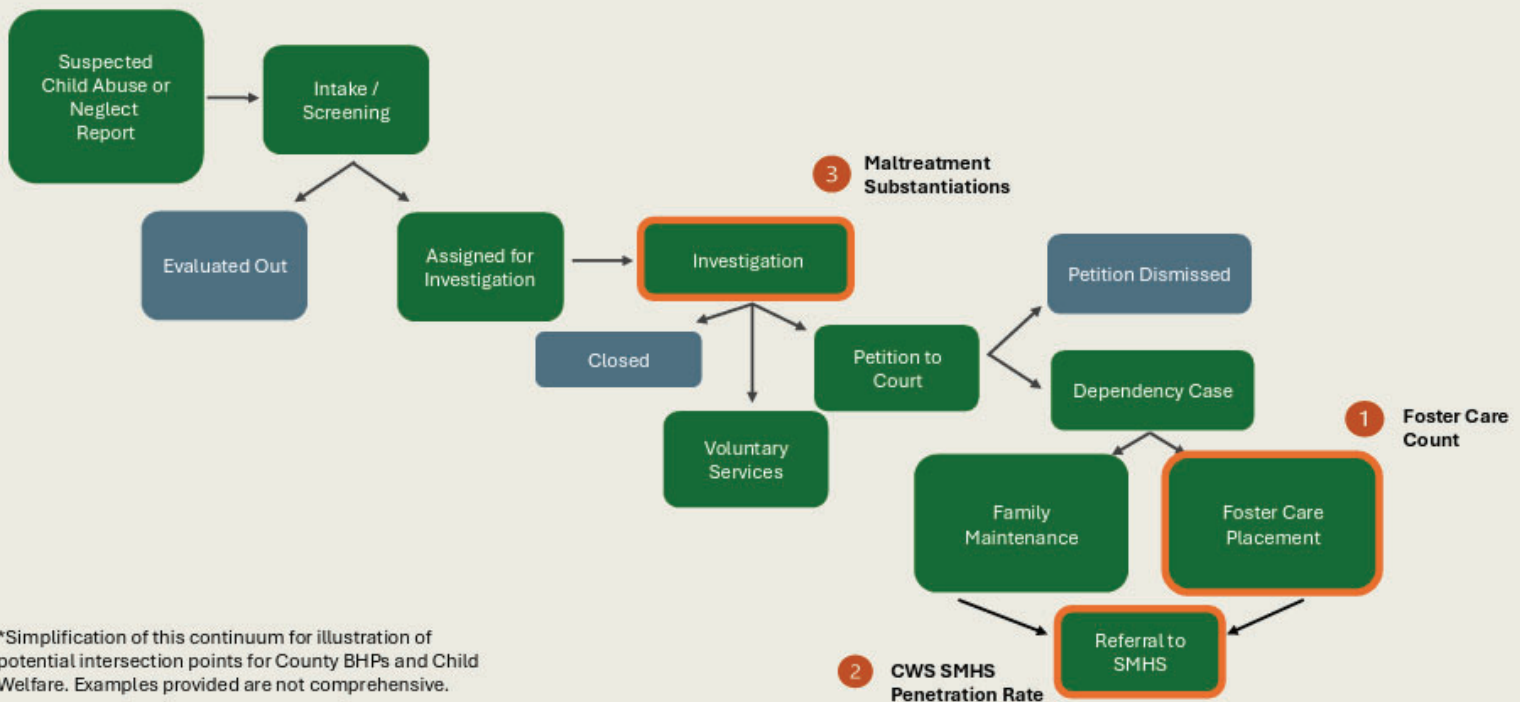 Suspected
Child Abuse or
Neglect
Report
Intake /
Screening
Evaluated Out
Assigned for
Investigation
3
Maltreatment
Substantiations
Investigation
Closed
Voluntary
Services
Petition to
Court
Petition Dismissed
Dependency Case
1
Foster Care
Count
Family
Maintenance
Foster Care
Placement
Referral to
SMHS
2
CWS SMHS
Penetration Rate
*Simplification of this continuum for illustration of
potential intersection points for County BHPs and Child
Welfare. Examples provided are not comprehensive.